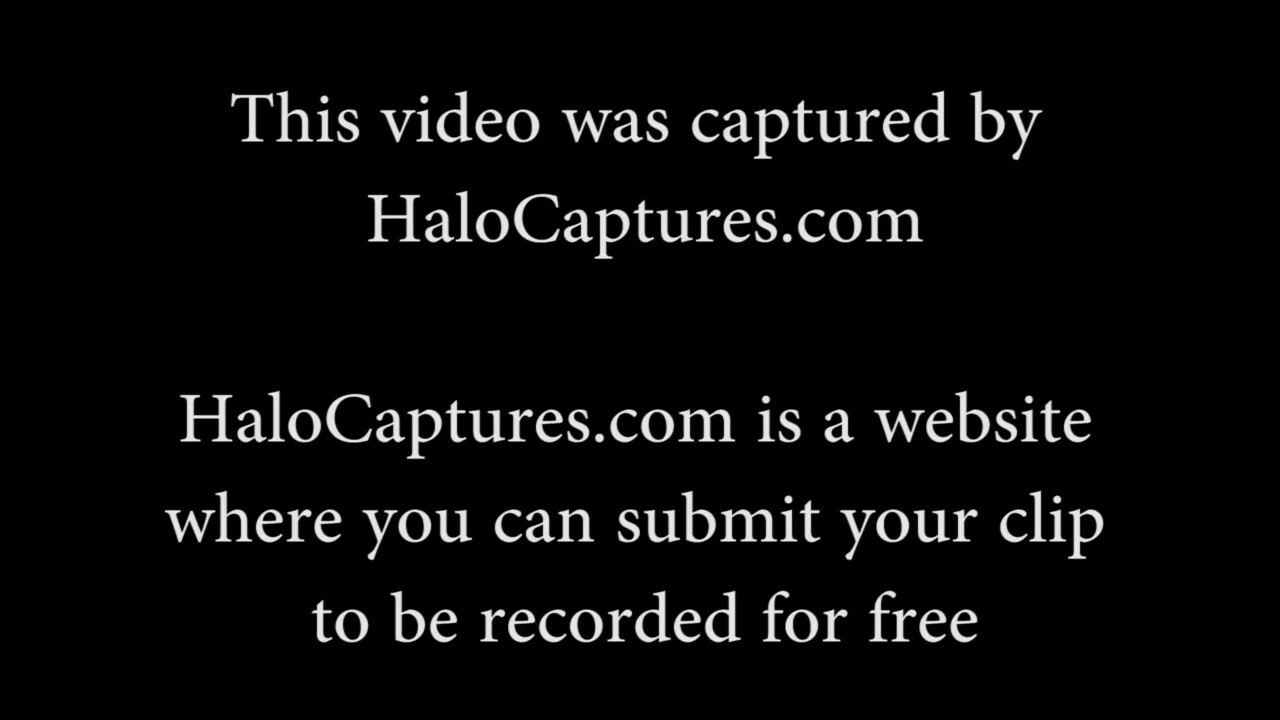 This video was captured by
HaloCaptures.com
HaloCaptures.com is a website
where you can submit your clip
to be recorded for free